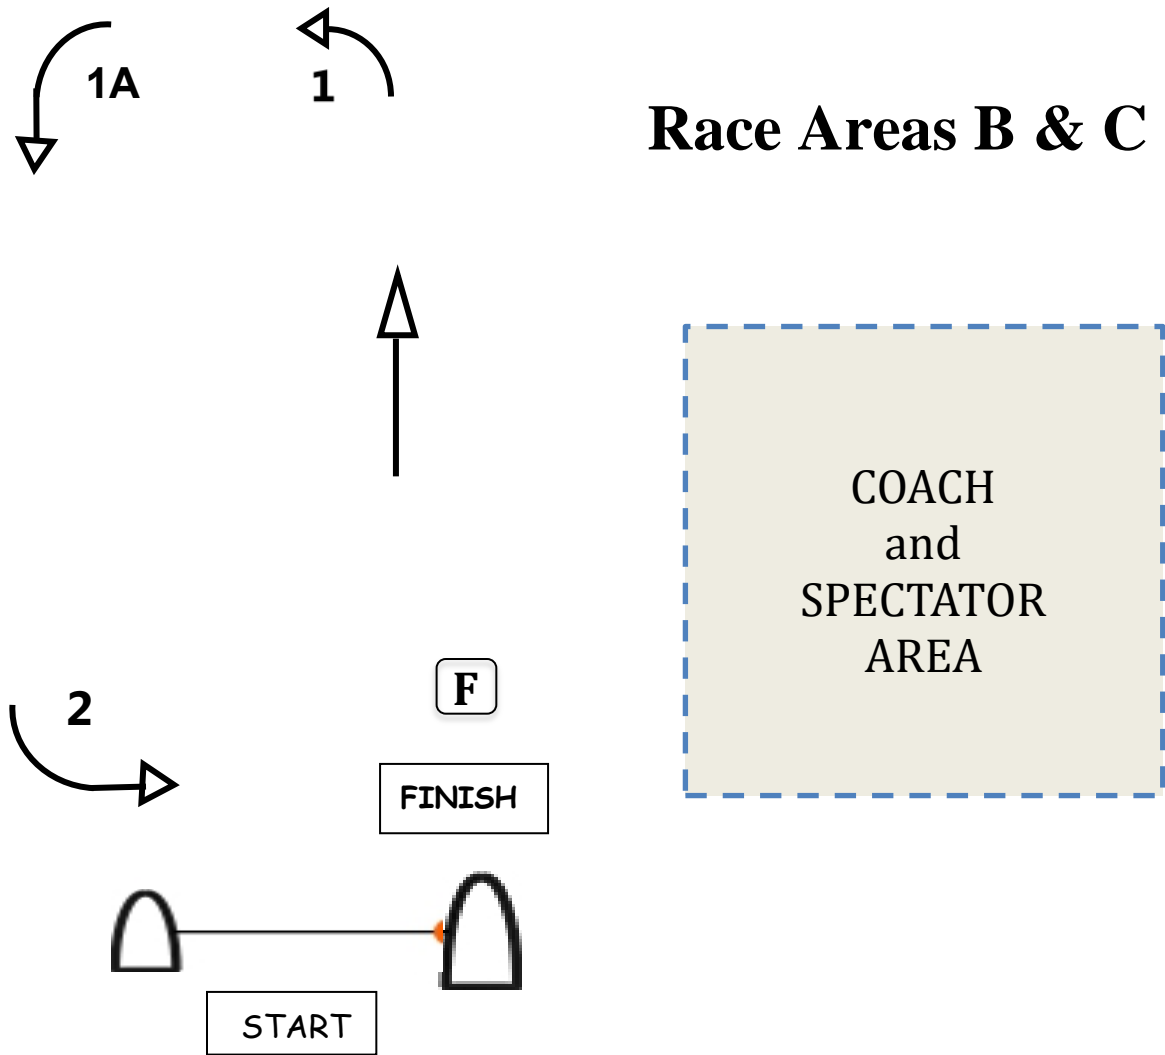 1A
1
Race Areas B & C
COACH
and
SPECTATOR
AREA
2
F
FINISH
START